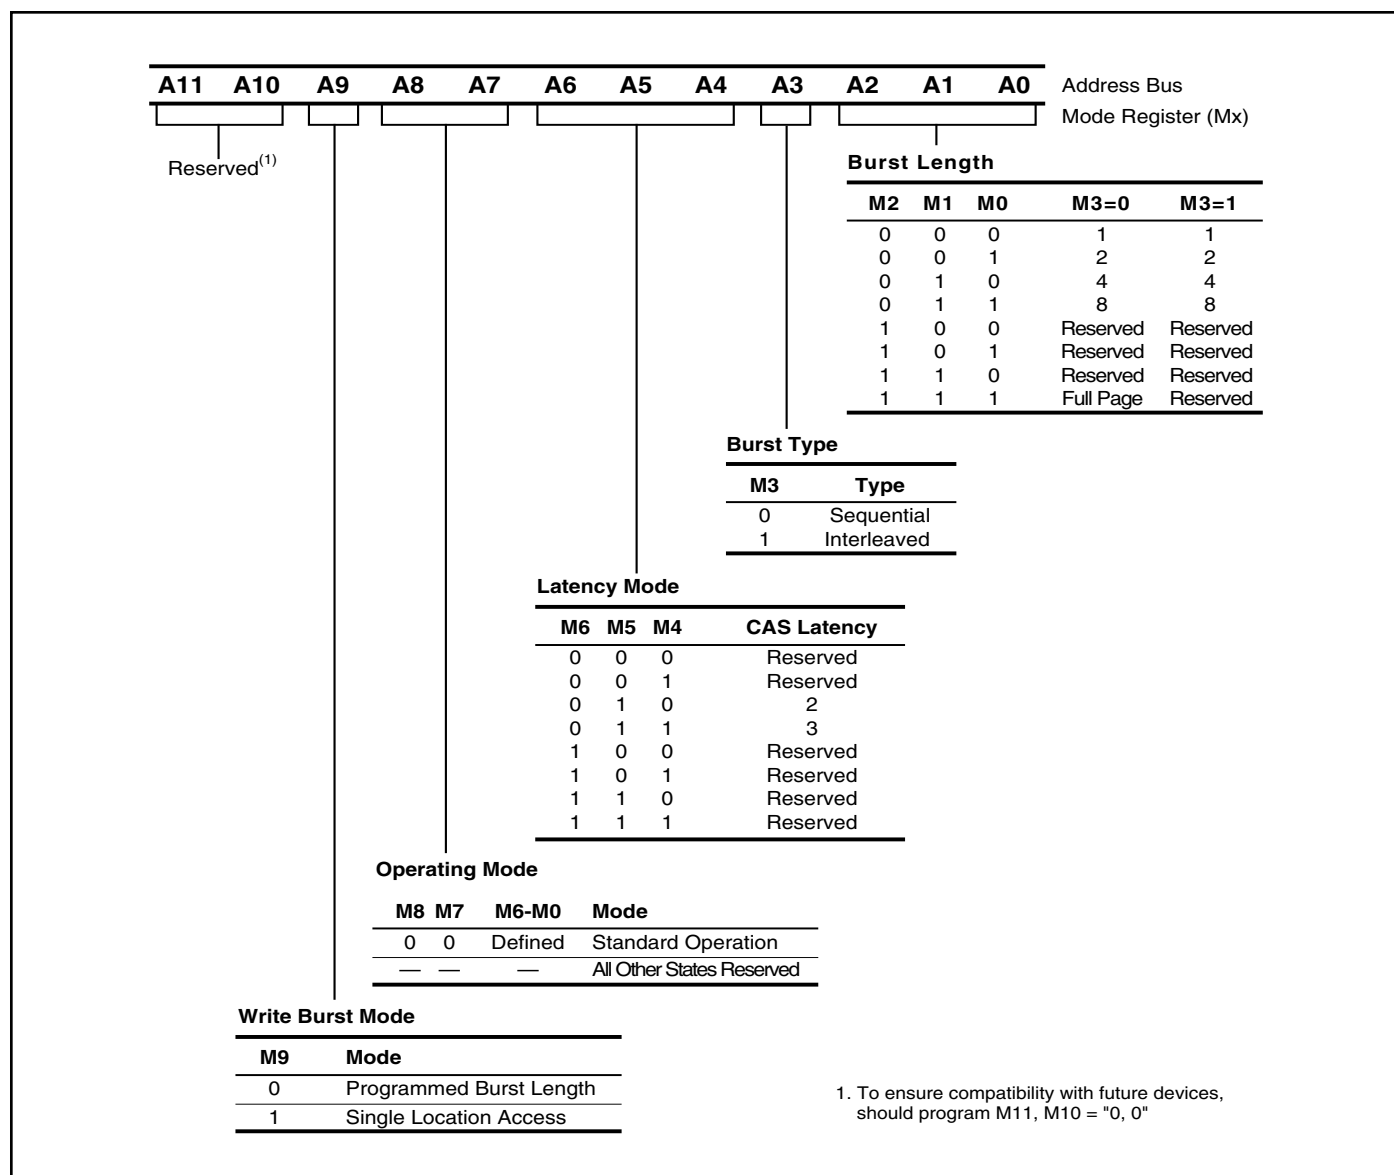 A11 A10 A9 A8 A7 A6 A5 A4 A3 A2 A1 A0 Address Bus
Mode Register (Mx)
Reserved(1)
Burst Length
M2 M1 M0 M3=0 M3=1
0 0 0 1 1
0 0 1 2 2
0 1 0 4 4
0 1 1 8 8
1 0 0 Reserved Reserved
1 0 1 Reserved Reserved
1 1 0 Reserved Reserved
1 1 1 Full Page Reserved
Burst Type
M3 Type
0 Sequential
1 Interleaved
Latency Mode
M6 M5 M4 CAS Latency
0 0 0 Reserved
0 0 1 Reserved
0 1 0 2
0 1 1 3
1 0 0 Reserved
1 0 1 Reserved
1 1 0 Reserved
1 1 1 Reserved
Operating Mode
M8 M7 M6-M0 Mode
0 0 Defined Standard Operation
— — — All Other States Reserved
Write Burst Mode
M9 Mode
0 Programmed Burst Length
1 Single Location Access
1. To ensure compatibility with future devices,
should program M11, M10 = "0, 0"